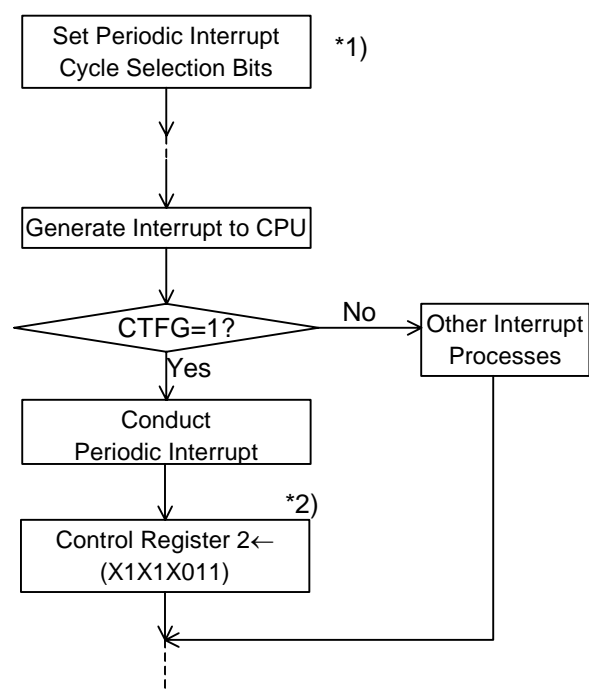 Set Periodic Interrupt
Cycle Selection Bits
*1)
Generate Interrupt to CPU
CTFG=1?
No
Other Interrupt
Processes
Yes
Conduct
Periodic Interrupt
*2)
Control Register 2←
(X1X1X011)